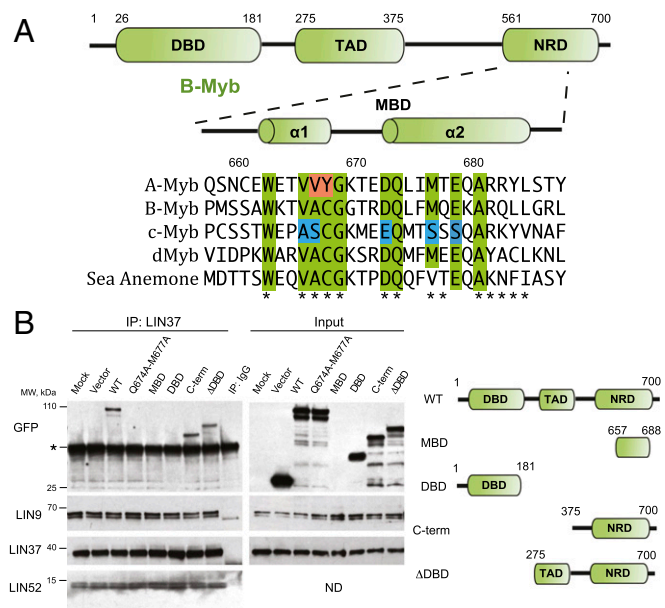 A
1 26 181 275 375 561 700
DBD TAD NRD
B-Myb
MBD
α1 α2
660 670 680
A-Myb QSNCEWETVVYGKTEDQLIMTEQARRYLSTY
B-Myb PMSSAWKTVACGGTRDQLFMQEKARQLLGRL
c-Myb PCSSTWEPASCGKMEEQMTSSSQARKYVNAF
dMyb VIDPKWARVACGKSRDQMFMEEQAYACLKNL
Sea Anemone MDTTSWEQVACGKTPDQFVTEQAKNFIASY
* * * * * * * * * * * * * *
B
IP: LIN37 Input
Mock Vector WT Q674A-M677A MBD DBD C-term ΔDBD IP: IgG Mock Vector WT Q674A-M677A MBD DBD C-term ΔDBD
MW, kDa
110
GFP
*
25
LIN9 70
LIN37 40
LIN52 15 ND
1 700
WT DBD TAD NRD
657 688
MBD
1 181
DBD DBD
375 700
C-term NRD
275 700
ΔDBD TAD NRD